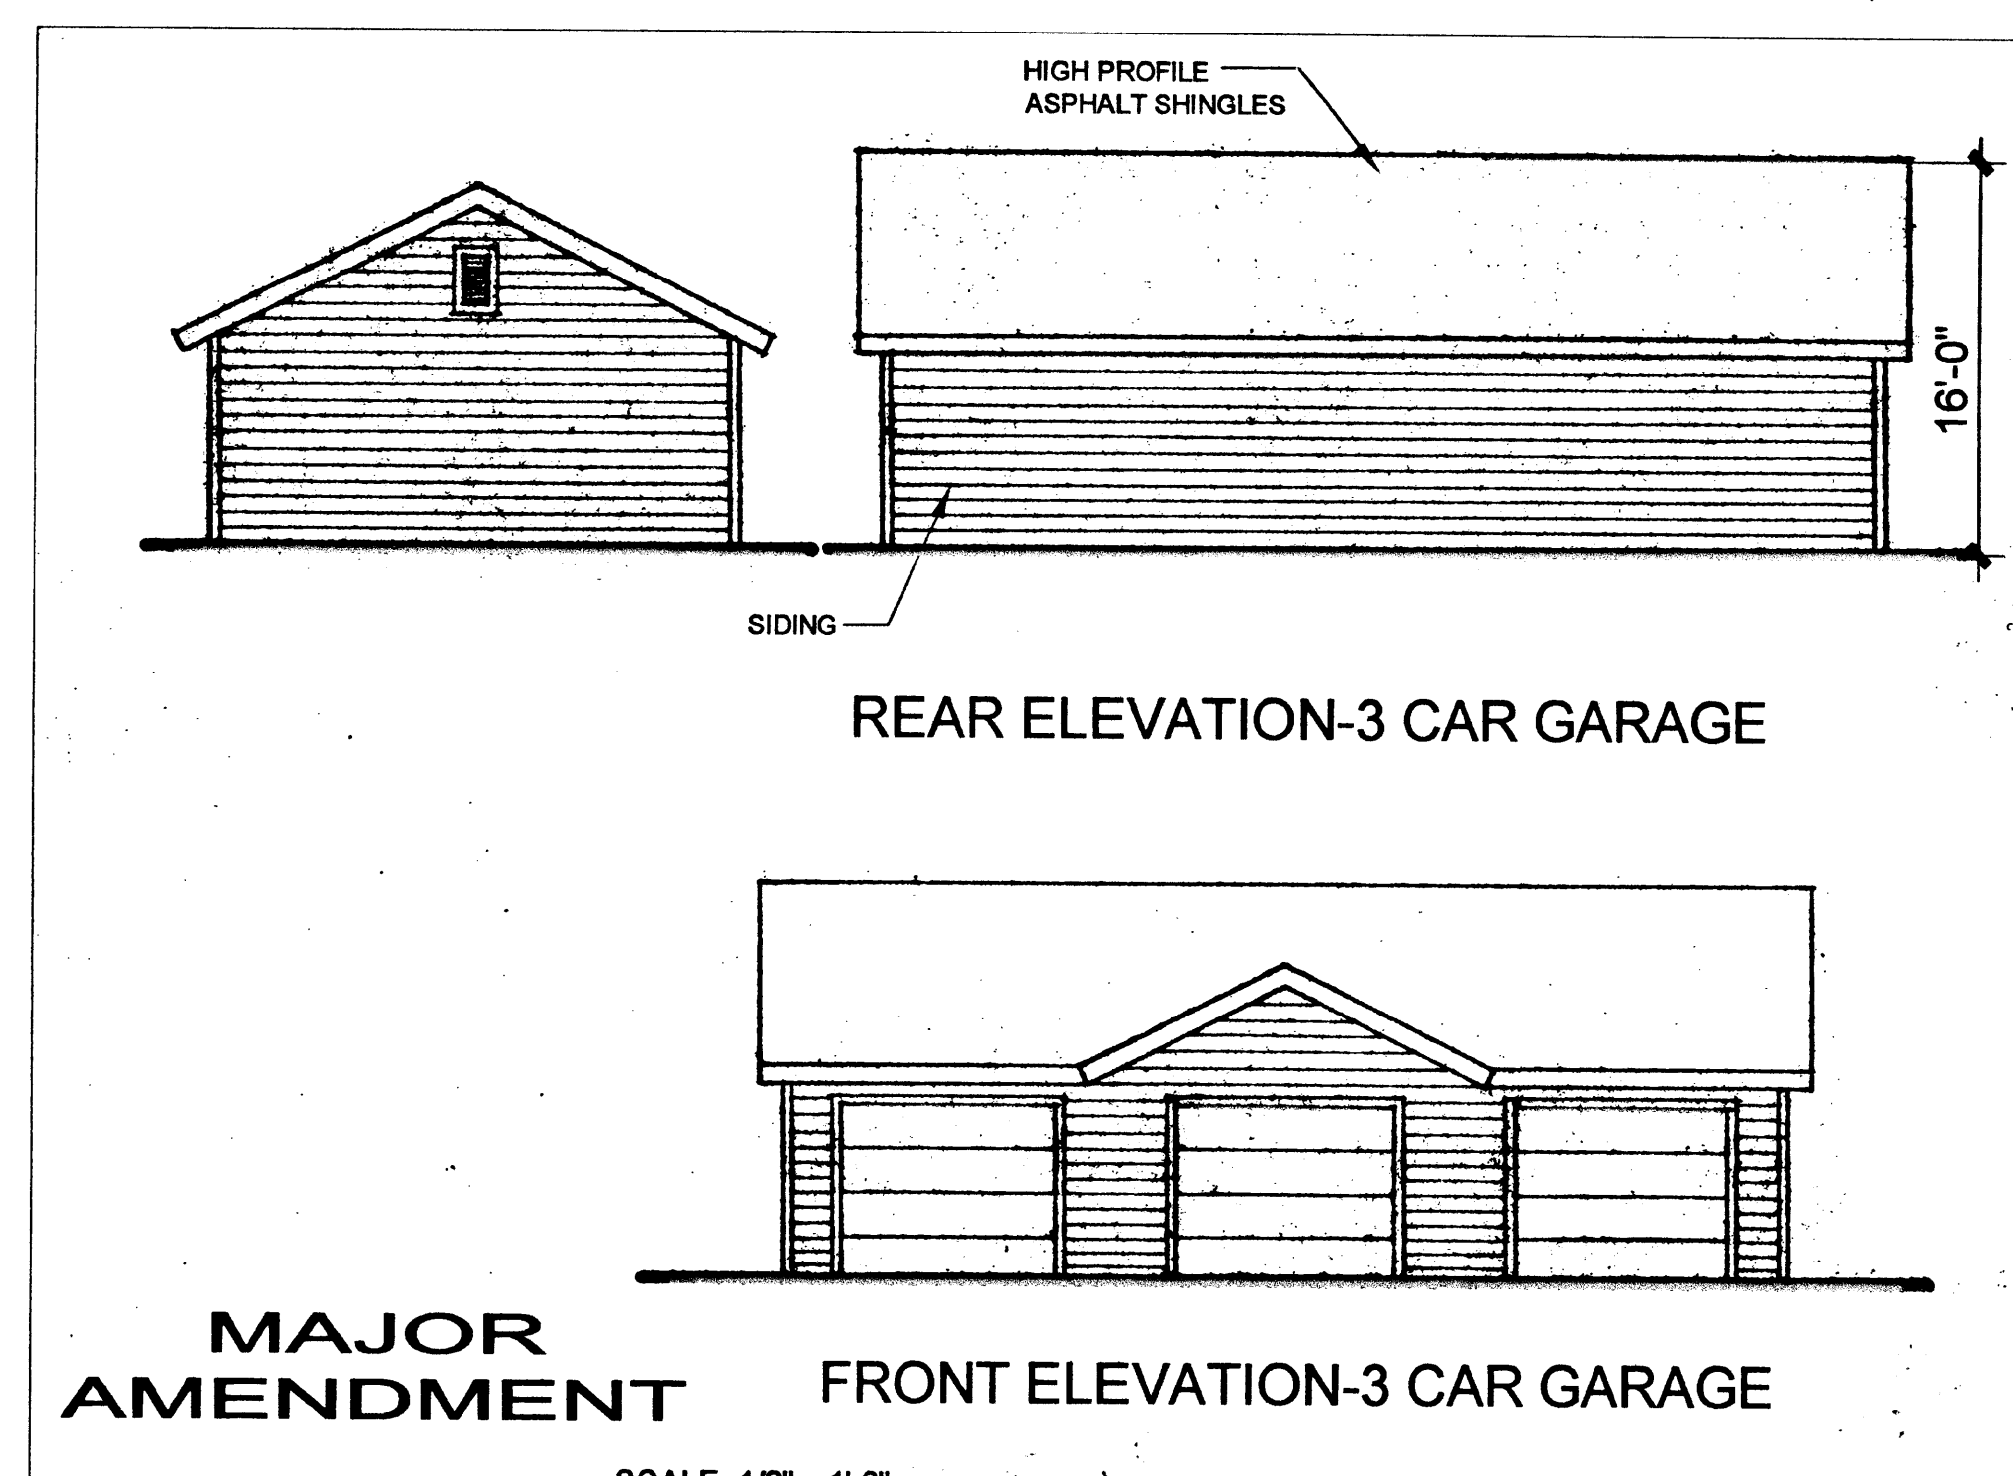 HIGH PROFILE
ASPHALT SHINGLES
16'-0"
SIDING
REAR ELEVATION-3 CAR GARAGE
MAJOR
AMENDMENT
FRONT ELEVATION-3 CAR GARAGE